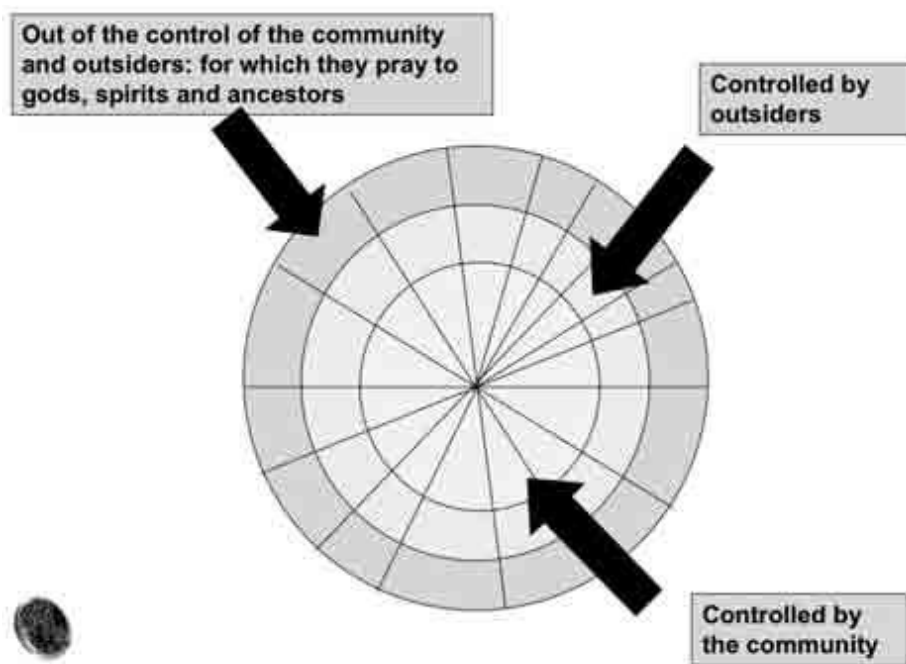 Out of the control of the community
and outsiders: for which they pray to
gods, spirits and ancestors
Controlled by
outsiders
Controlled by
the community